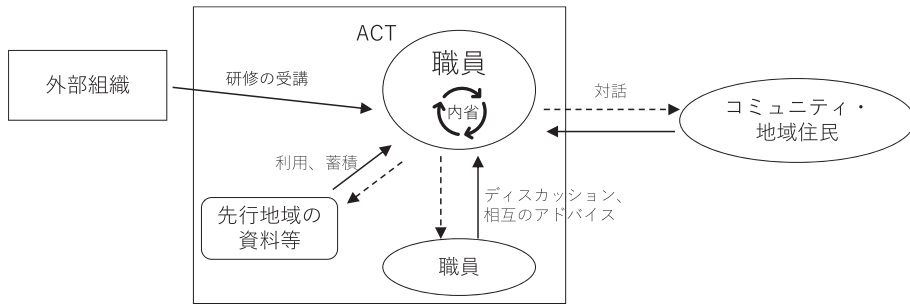 ACT
外部組織
研修の受講
職員
内省
対話
コミュニティ・
地域住民
利用、蓄積
先行地域の
資料等
ディスカッション、
相互のアドバイス
職員